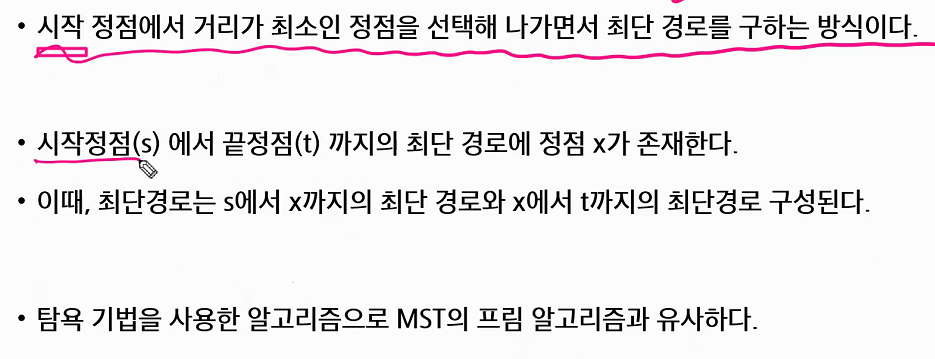 • 시작 정점에서 거리가 최소인 정점을 선택해 나가면서 최단 경로를 구하는 방식이다.
• 시작정점(s) 에서 끝정점(t) 까지의 최단 경로에 정점 x가 존재한다.
• 이때, 최단경로는 s에서 x까지의 최단 경로와 x에서 t까지의 최단경로 구성된다.
• 탐욕 기법을 사용한 알고리즘으로 MST의 프림 알고리즘과 유사하다.